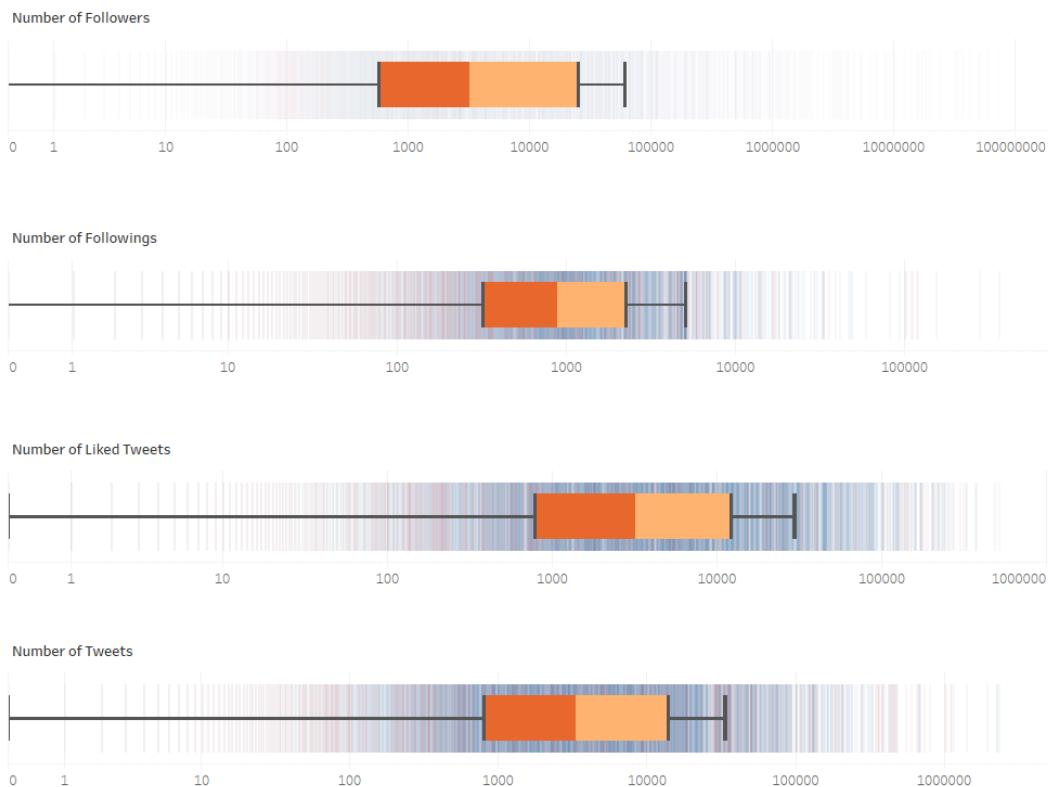 Number of Followers
0 1 10 100 1000 10000 100000 1000000 10000000 100000000
Number of Followings
0 1 10 100 1000 10000 100000
Number of Liked Tweets
0 1 10 100 1000 10000 100000 1000000
Number of Tweets
0 1 10 100 1000 10000 100000 1000000